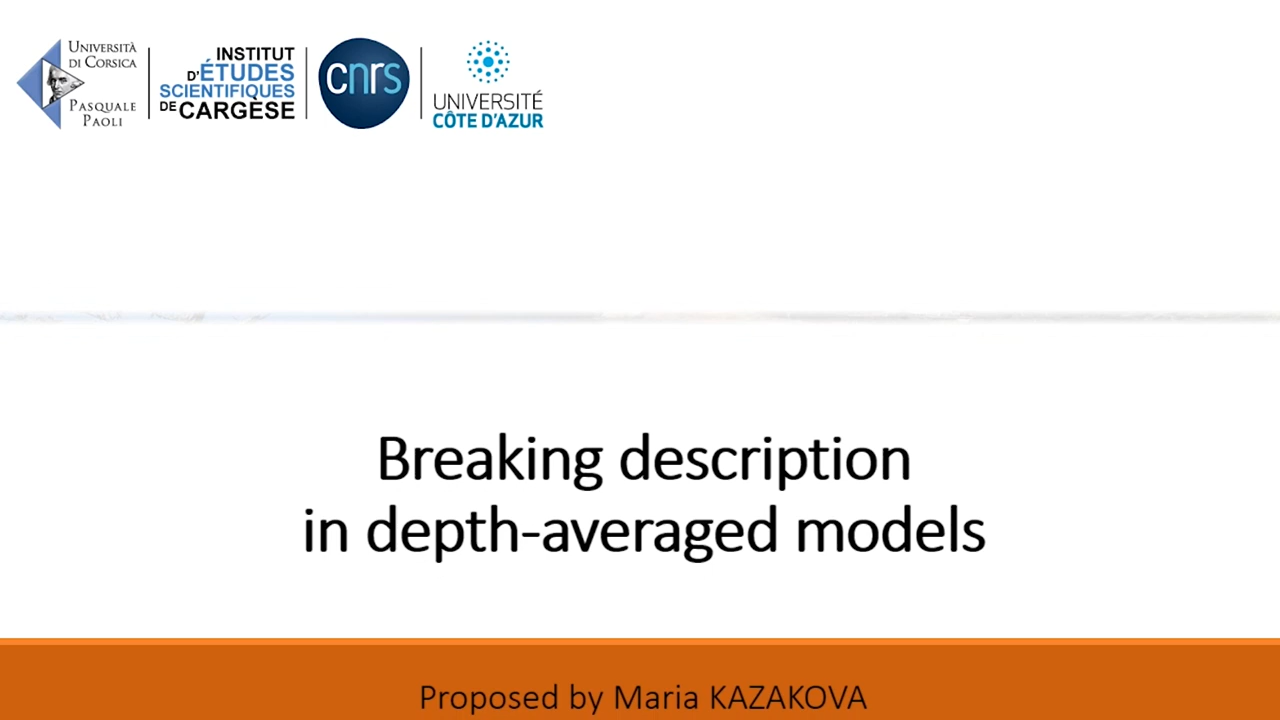 UNIVERSITÀ
DI CORSICA
PASQUALE
PAOLI
INSTITUT
D'ÉTUDES
SCIENTIFIQUES
DE CARGÈSE
cnrs
UNIVERSITÉ
CÔTE D'AZUR
Breaking description
in depth-averaged models
Proposed by Maria KAZAKOVA